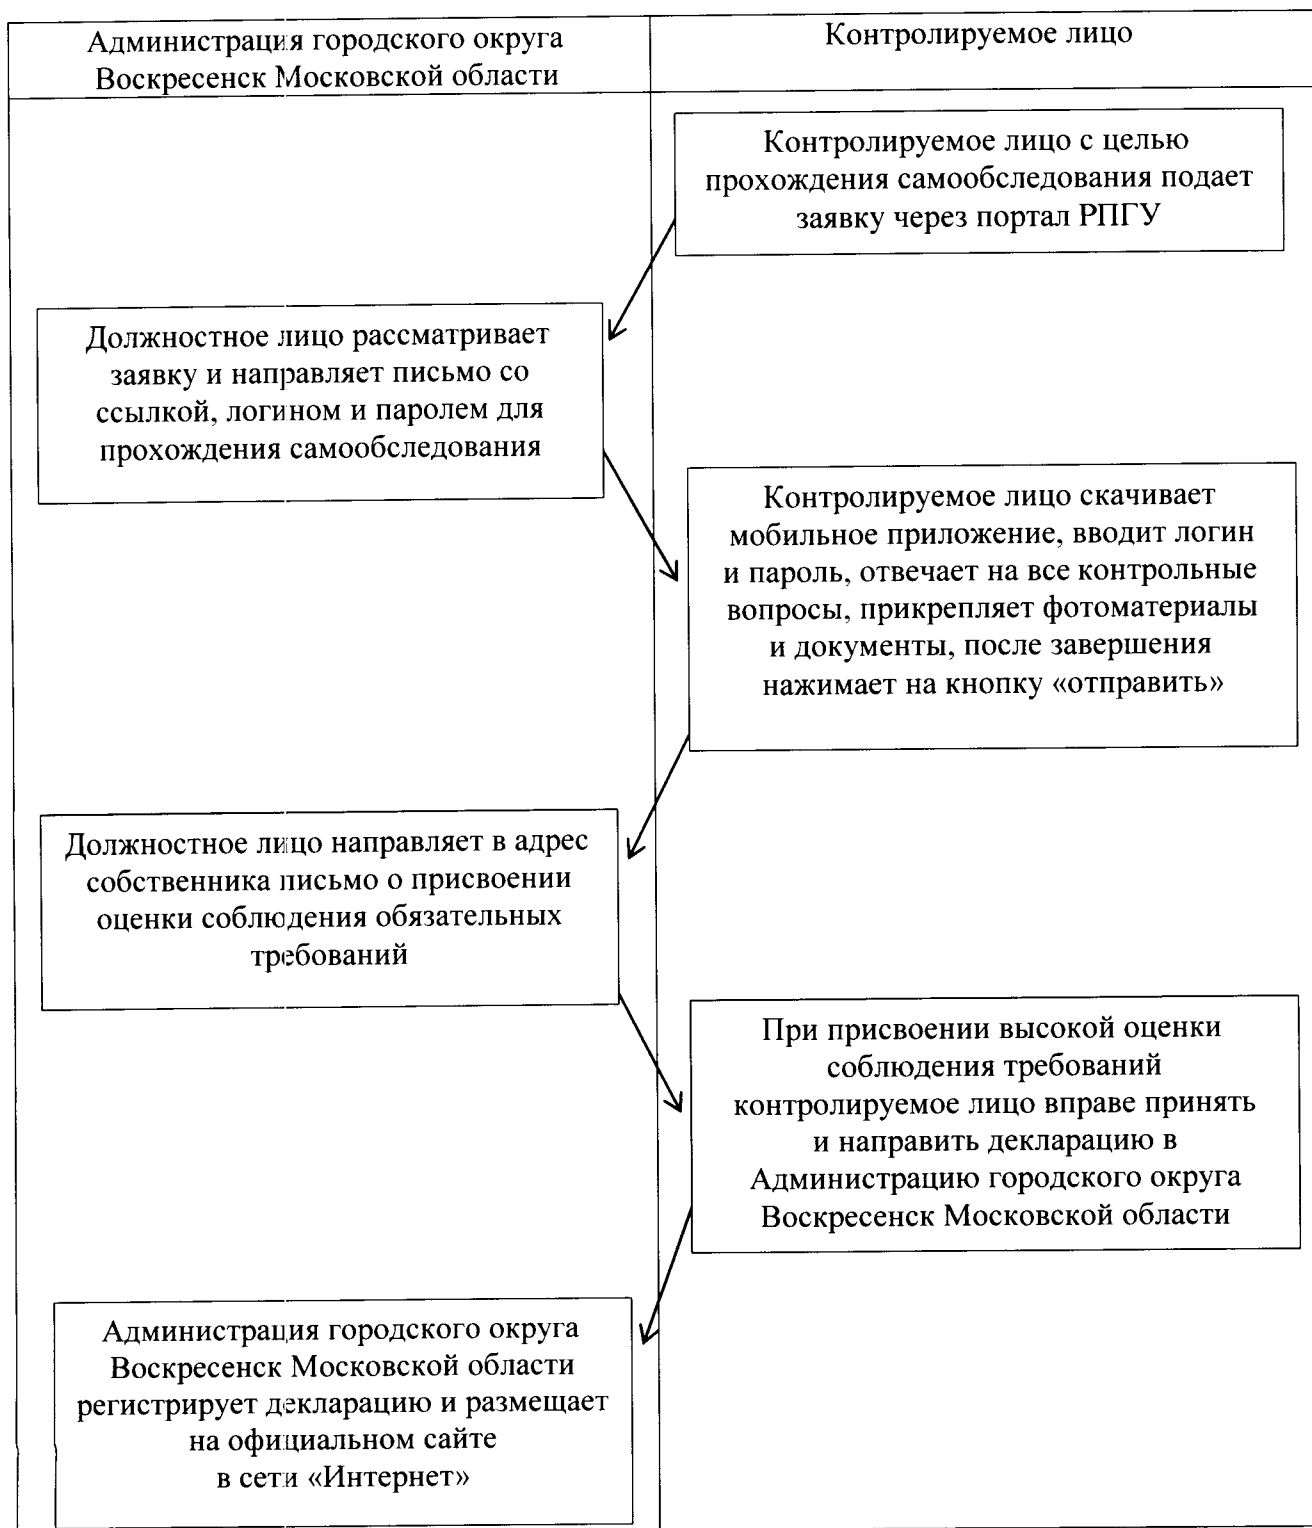 Администрация городского округа
Воскресенск Московской области
Контролируемое лицо
Контролируемое лицо с целью
прохождения самообследования подает
заявку через портал РПГУ
Должностное лицо рассматривает
заявку и направляет письмо со
ссылкой, логином и паролем для
прохождения самообследования
Контролируемое лицо скачивает
мобильное приложение, вводит логин
и пароль, отвечает на все контрольные
вопросы, прикрепляет фотоматериалы
и документы, после завершения
нажимает на кнопку «отправить»
Должностное лицо направляет в адрес
собственника письмо о присвоении
оценки соблюдения обязательных
требований
При присвоении высокой оценки
соблюдения требований
контролируемое лицо вправе принять
и направить декларацию в
Администрацию городского округа
Воскресенск Московской области
Администрация городского округа
Воскресенск Московской области
регистрирует декларацию и размещает
на официальном сайте
в сети «Интернет»